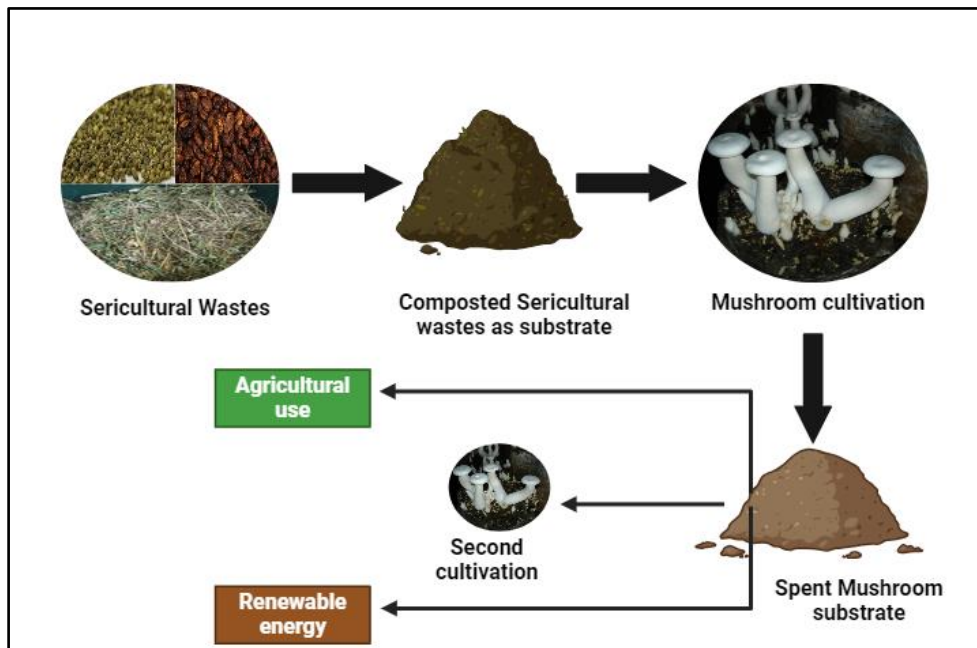 Sericultural Wastes
Composted Sericultural
wastes as substrate
Mushroom cultivation
Agricultural
use
Second
cultivation
Renewable
energy
Spent Mushroom
substrate